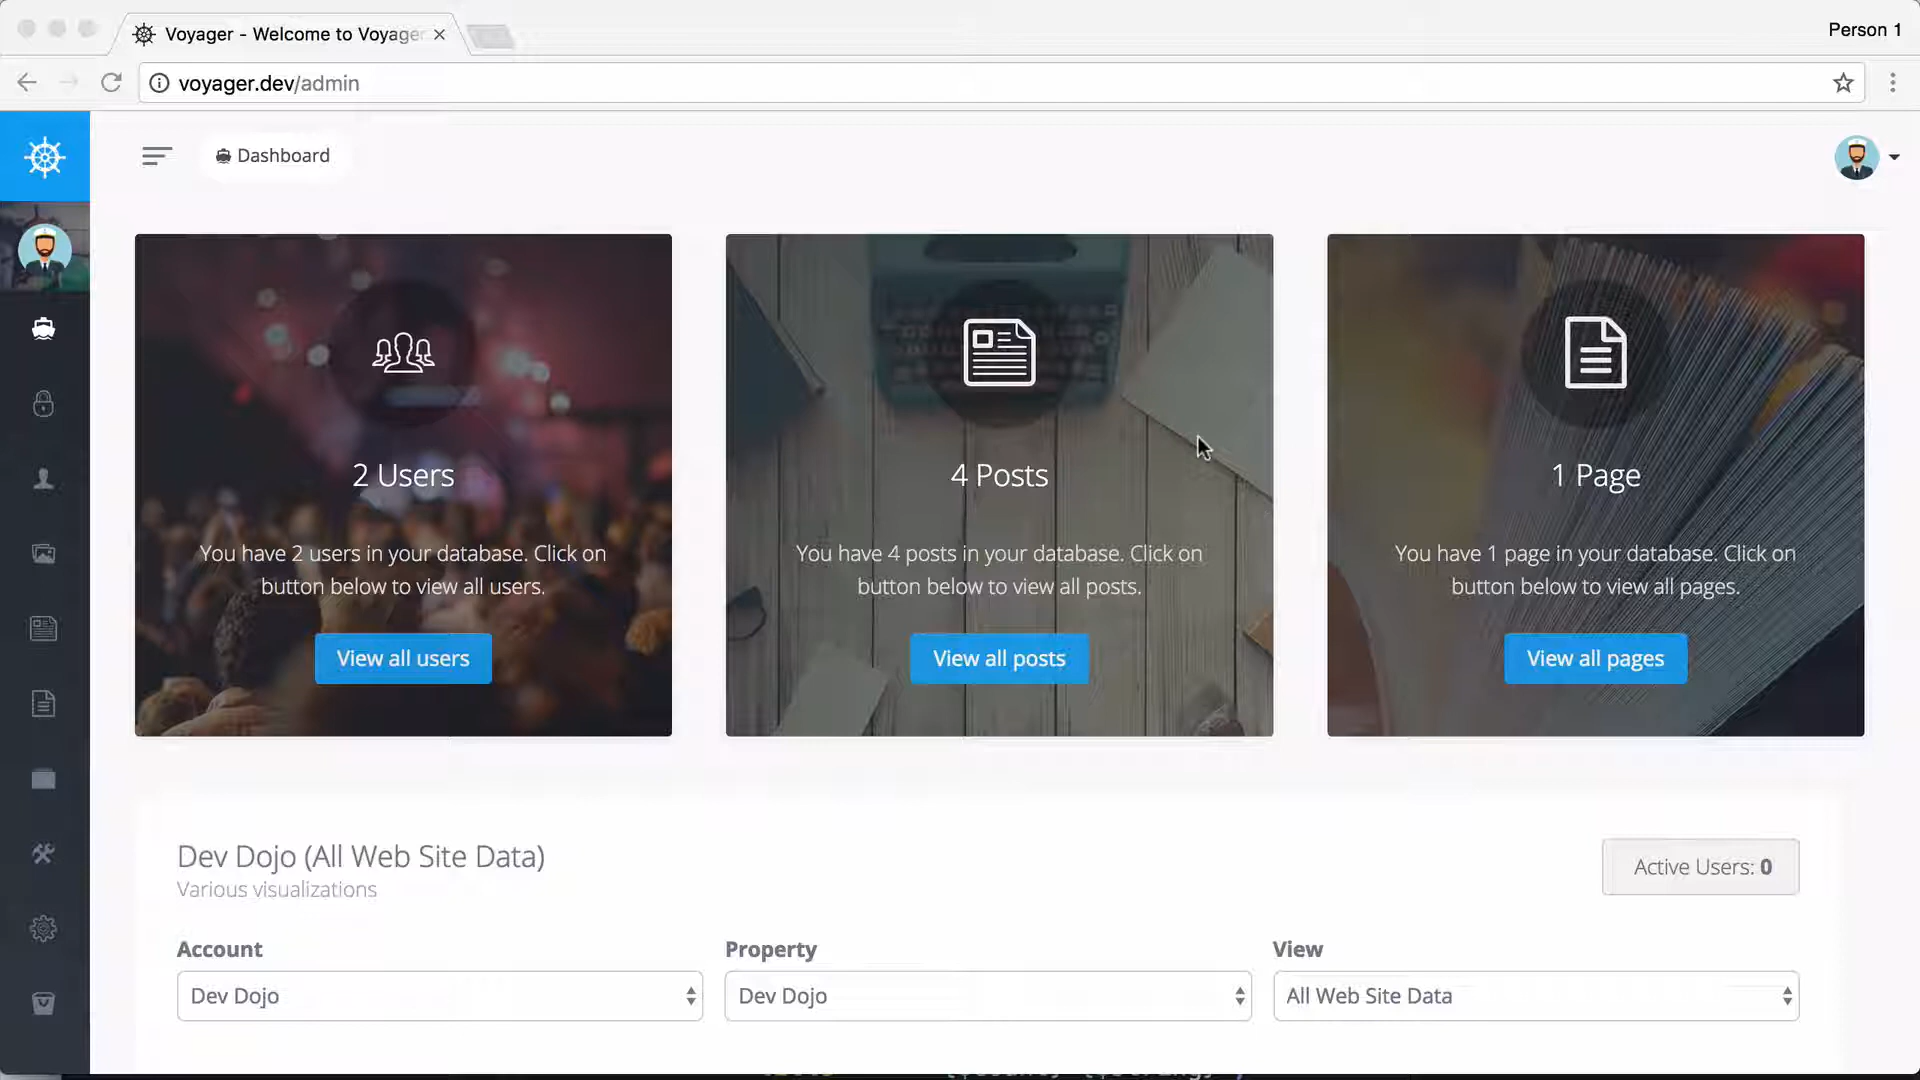 Voyager - Welcome to Voyager
Person 1
voyager.dev/admin
Dashboard
2 Users
You have 2 users in your database. Click on
button below to view all users.
View all users
4 Posts
You have 4 posts in your database. Click on
button below to view all posts.
View all posts
1 Page
You have 1 page in your database. Click on
button below to view all pages.
View all pages
Dev Dojo (All Web Site Data)
Various visualizations
Active Users: 0
Account
Dev Dojo
Property
Dev Dojo
View
All Web Site Data